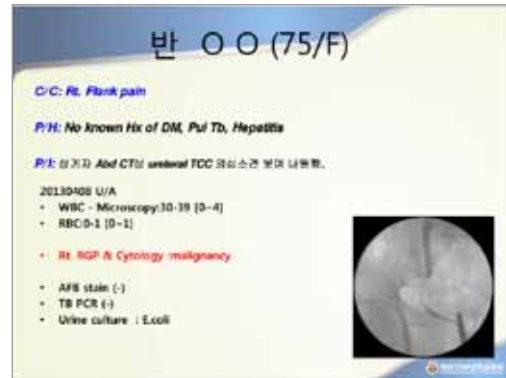 반 O O (75/F)
C/C: Rt. Flank pain
P/H: No known Hx of DM, Pul Tb, Hepatitis
P/I: 상기자 Abd CT상 ureteral TCC 의심소견 보여 내원함.
20130408 U/A
• WBC - Microscopy:30-39 [0~4]
• RBC:0-1 [0~1]
• Rt. RGP & Cytology :malignancy
• AFB stain (-)
• TB PCR (-)
• Urine culture : E.coli